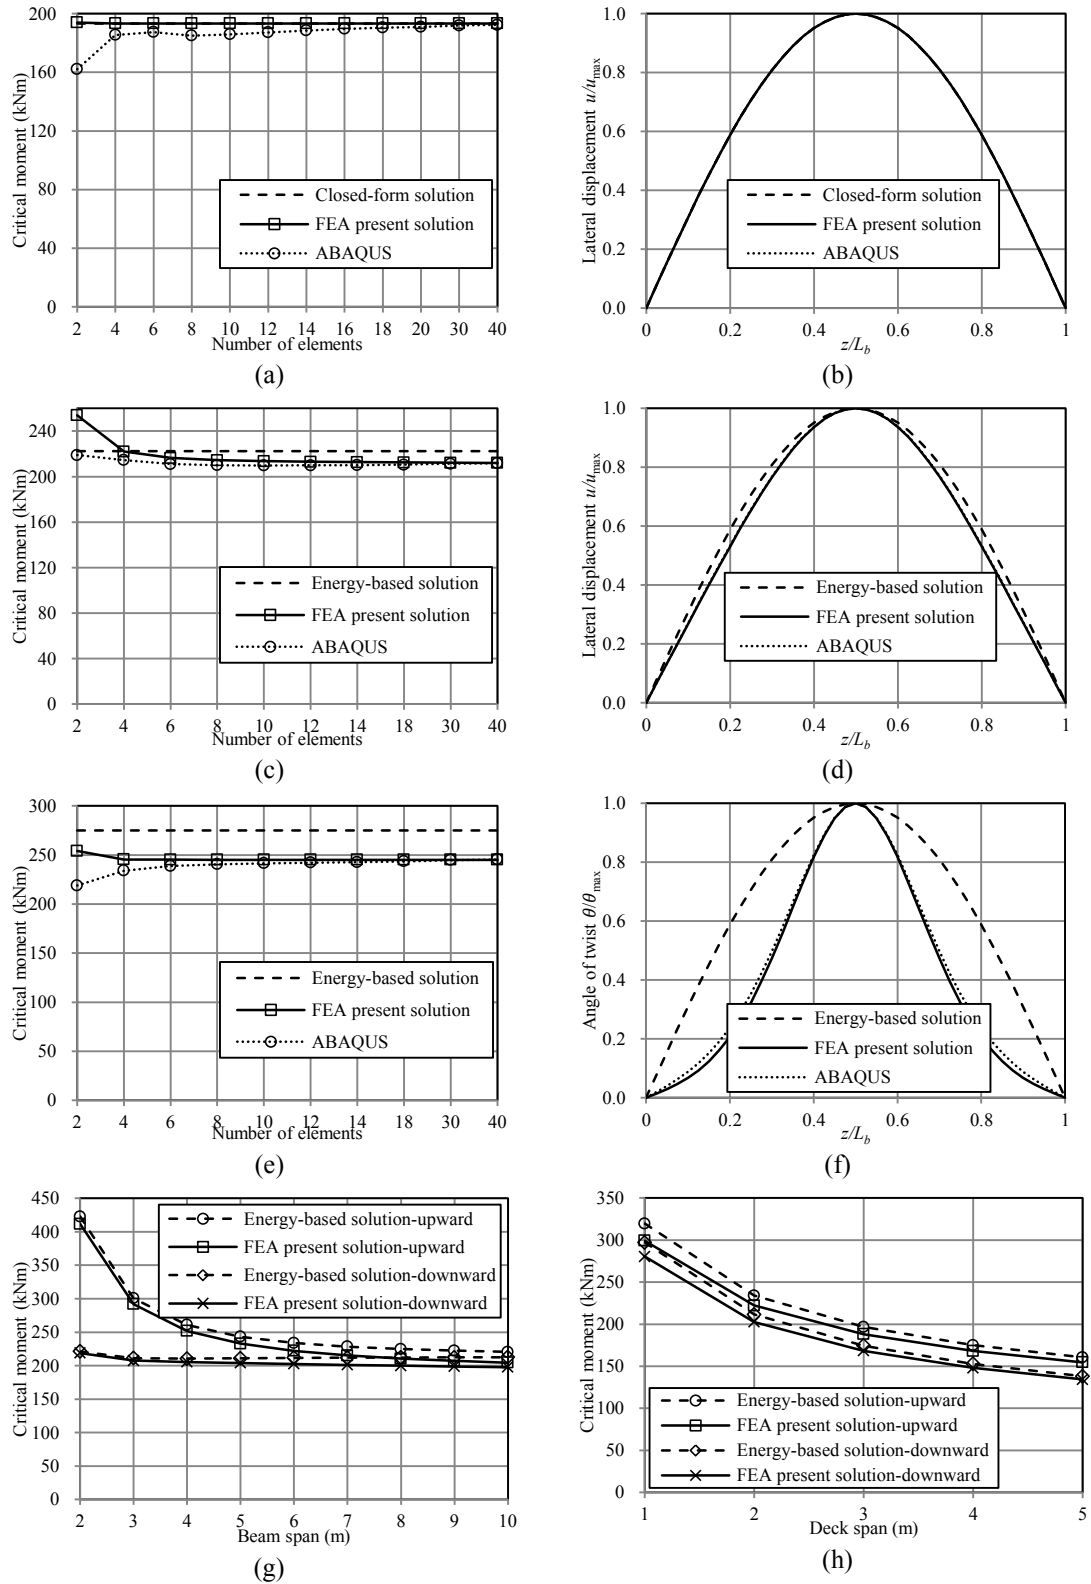 200
160
120
80
40
0
Critical moment (kNm)
Closed-form solution
FEA present solution
ABAQUS
2 4 6 8 10 12 14 16 18 20 30 40
Number of elements
(a)
1.0
0.8
0.6
0.4
0.2
0.0
Lateral displacement u/umax
Closed-form solution
FEA present solution
ABAQUS
0 0.2 0.4 0.6 0.8 1
z/Lb
(b)
240
200
160
120
80
40
0
Critical moment (kNm)
Energy-based solution
FEA present solution
ABAQUS
2 4 6 8 10 12 14 18 30 40
Number of elements
(c)
1.0
0.8
0.6
0.4
0.2
0.0
Lateral displacement u/umax
Energy-based solution
FEA present solution
ABAQUS
0 0.2 0.4 0.6 0.8 1
z/Lb
(d)
300
250
200
150
100
50
0
Critical moment (kNm)
Energy-based solution
FEA present solution
ABAQUS
2 4 6 8 10 12 14 18 30 40
Number of elements
(e)
1.0
0.8
0.6
0.4
0.2
0.0
Angle of twist θ/θmax
Energy-based solution
FEA present solution
ABAQUS
0 0.2 0.4 0.6 0.8 1
z/Lb
(f)
450
400
350
300
250
200
150
100
50
0
Critical moment (kNm)
Energy-based solution-upward
FEA present solution-upward
Energy-based solution-downward
FEA present solution-downward
2 3 4 5 6 7 8 9 10
Beam span (m)
(g)
350
300
250
200
150
100
50
0
Critical moment (kNm)
Energy-based solution-upward
FEA present solution-upward
Energy-based solution-downward
FEA present solution-downward
1 2 3 4 5
Deck span (m)
(h)